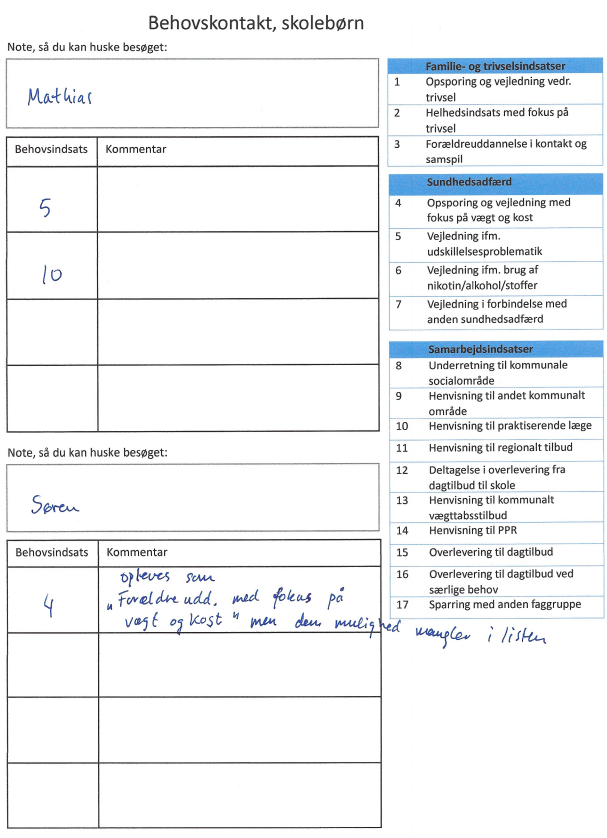 Behovskontakt, skolebørn
Note, så du kan huske besøget:
Mathias
Behovsindsats Kommentar
5
10
Note, så du kan huske besøget:
Søren
Behovsindsats Kommentar
4
opleves som
"Forældreudd. med fokus på
vægt og kost" men den mulighed mangler i listen
Familie- og trivselsindsatser
1 Opsporing og vejledning vedr.
trivsel
2 Helhedsindsats med fokus på
trivsel
3 Forældreuddannelse i kontakt og
samspil
Sundhedsadfærd
4 Opsporing og vejledning med
fokus på vægt og kost
5 Vejledning ifm.
udskillelsesproblematik
6 Vejledning ifm. brug af
nikotin/alkohol/stoffer
7 Vejledning i forbindelse med
anden sundhedsadfærd
Samarbejdsindsatser
8 Underretning til kommunale
socialområde
9 Henvisning til andet kommunalt
område
10 Henvisning til praktiserende læge
11 Henvisning til regionalt tilbud
12 Deltagelse i overlevering fra
dagtilbud til skole
13 Henvisning til kommunalt
vægttabsstilbud
14 Henvisning til PPR
15 Overlevering til dagtilbud
16 Overlevering til dagtilbud ved
særlige behov
17 Sparring med anden faggruppe